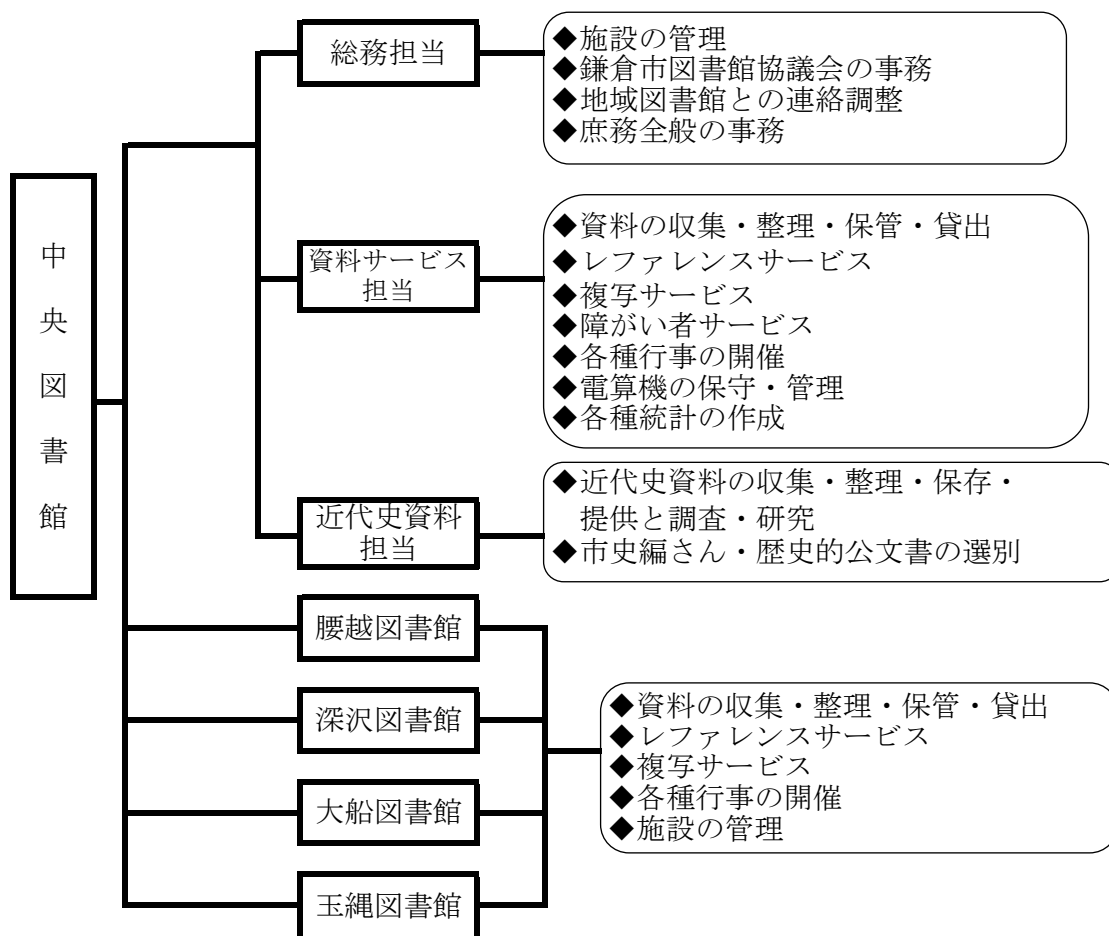 中央図書館
総務担当
◆施設の管理
◆鎌倉市図書館協議会の事務
◆地域図書館との連絡調整
◆庶務全般の事務
資料サービス
担当
◆資料の収集・整理・保管・貸出
◆レファレンスサービス
◆複写サービス
◆障がい者サービス
◆各種行事の開催
◆電算機の保守・管理
◆各種統計の作成
近代史資料
担当
◆近代史資料の収集・整理・保存・
提供と調査・研究
◆市史編さん・歴史的公文書の選別
腰越図書館
深沢図書館
大船図書館
玉縄図書館
◆資料の収集・整理・保管・貸出
◆レファレンスサービス
◆複写サービス
◆各種行事の開催
◆施設の管理